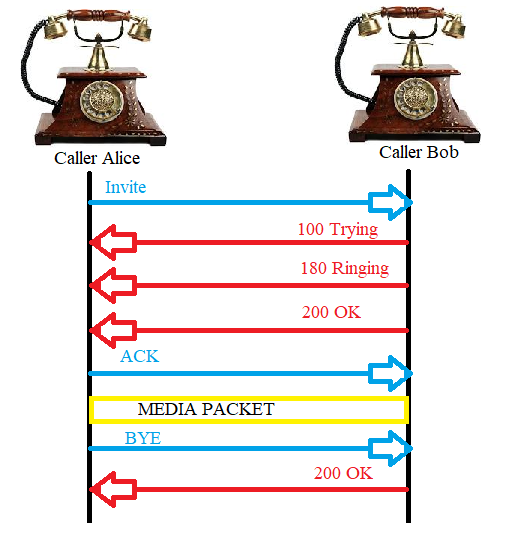 Caller Alice
Caller Bob
Invite
100 Trying
180 Ringing
200 OK
ACK
MEDIA PACKET
BYE
200 OK